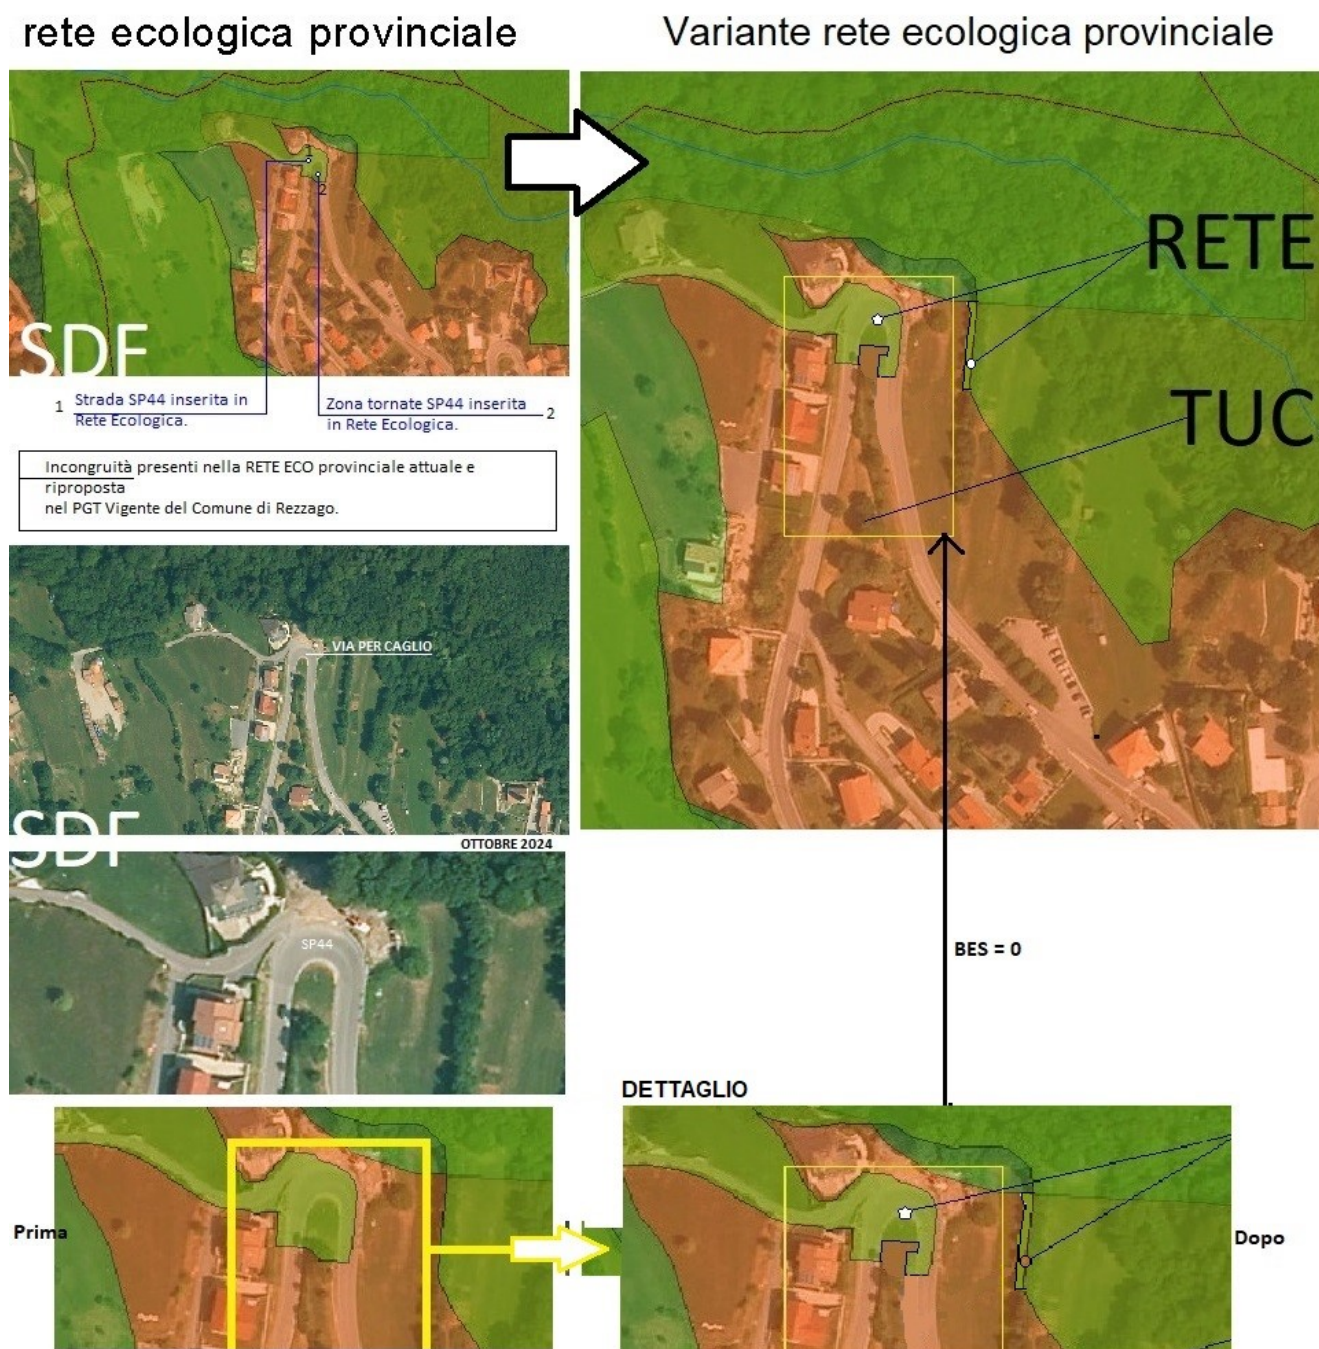 rete ecologica provinciale
Variante rete ecologica provinciale
1
2
SDF
RETE
TUC
1 Strada SP44 inserita in
Rete Ecologica.
Zona tornate SP44 inserita 2
in Rete Ecologica.
Incongruità presenti nella RETE ECO provinciale attuale e
riproposta
nel PGT Vigente del Comune di Rezzago.
VIA PER CAGLIO
SDF
OTTOBRE 2024
SP44
BES = 0
DETTAGLIO
Prima
Dopo